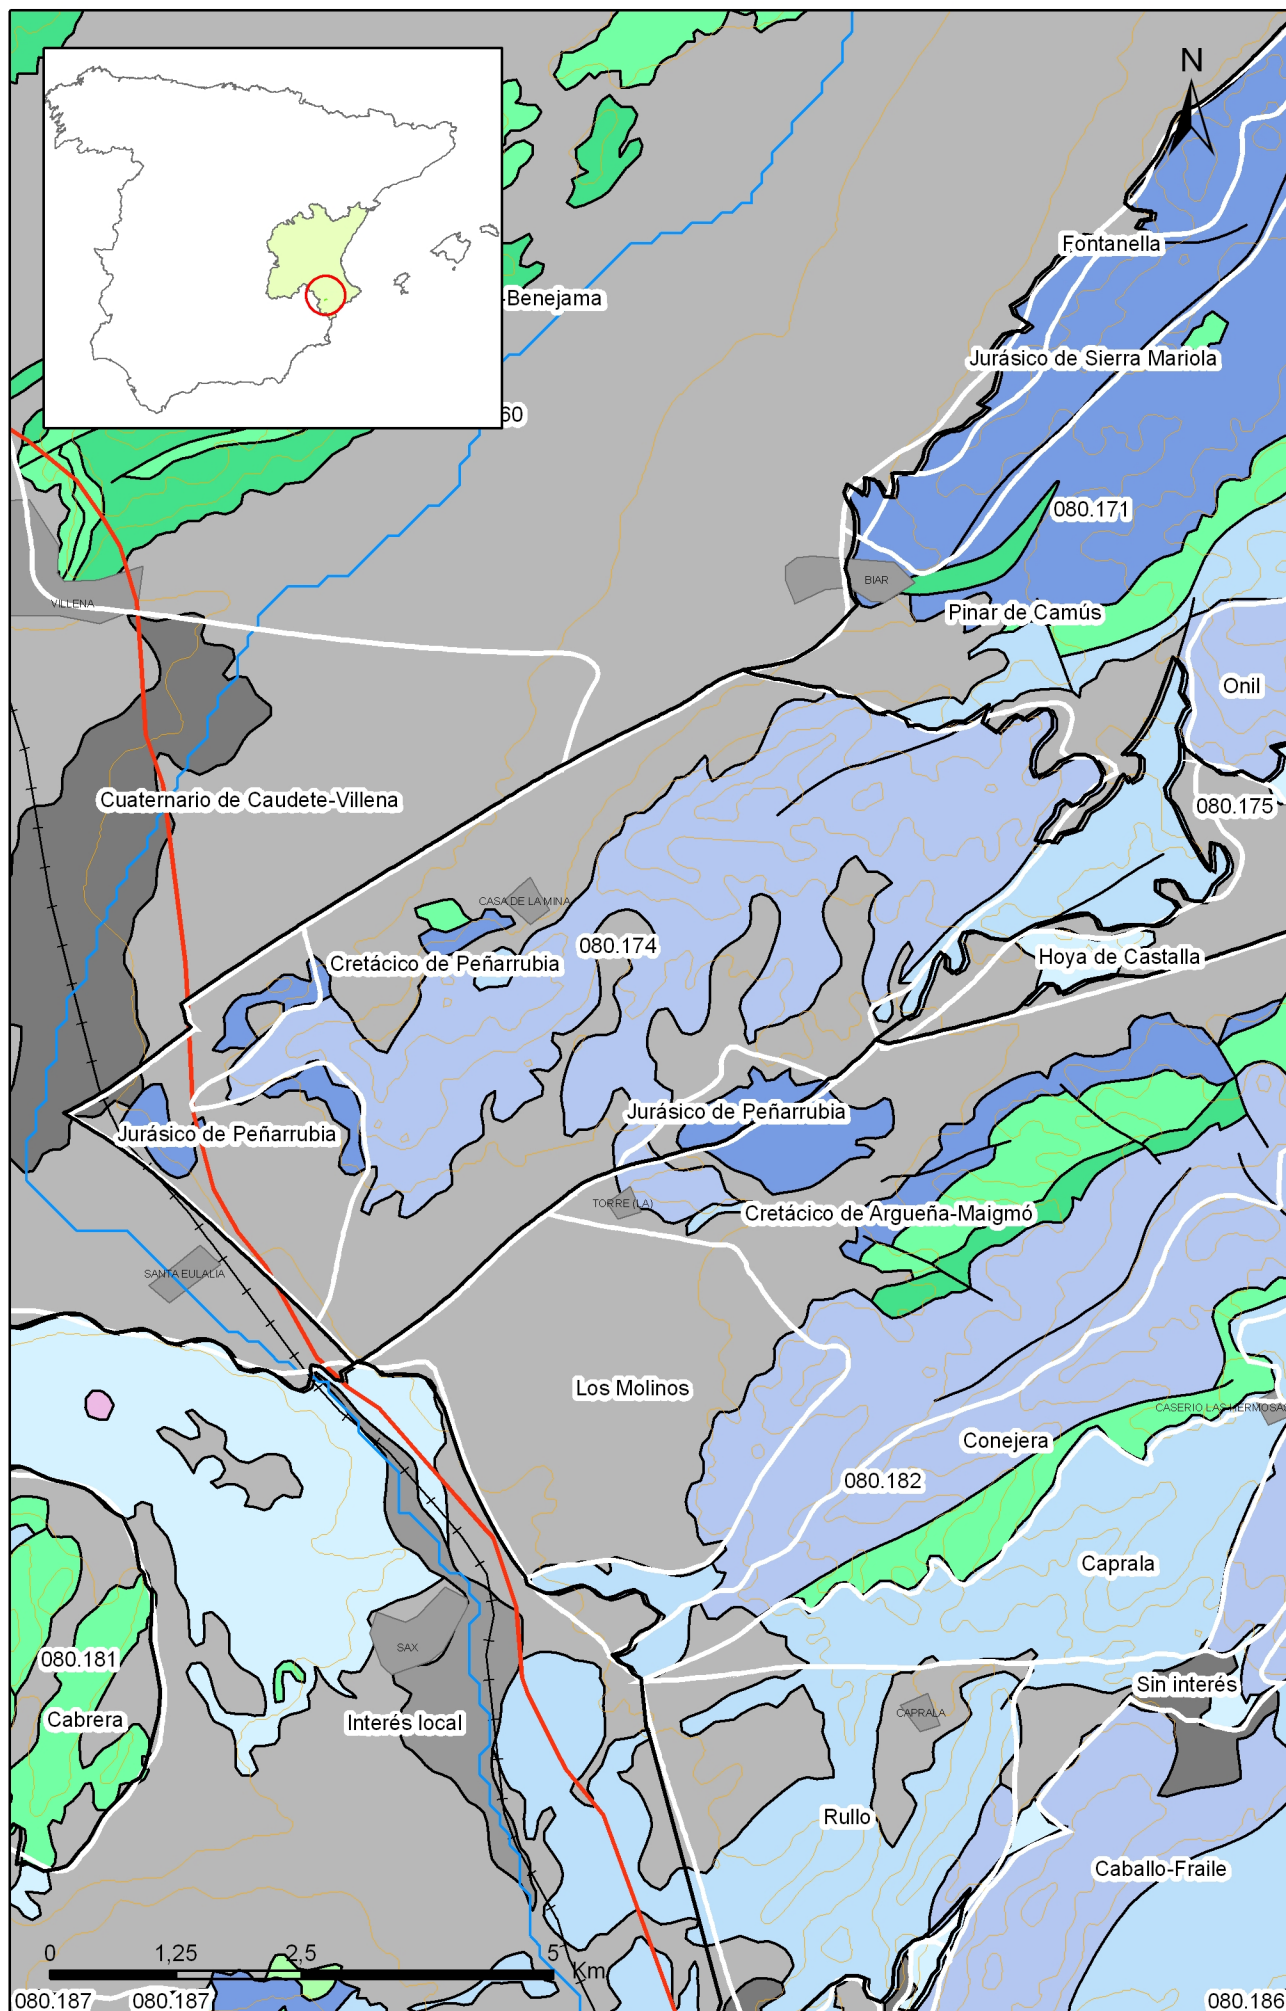 N
Fontanella
-Benejama
Jurásico de Sierra Mariola
60
080.171
BIAR
VILLENA
Pinar de Camús
Onil
Cuaternario de Caudete-Villena
080.175
CASA DE LA MINA
080.174
Cretácico de Peñarrubia
Hoya de Castalla
Jurásico de Peñarrubia
Jurásico de Peñarrubia
TORRE (LA)
Cretácico de Argueña-Maigmó
SANTA EULALIA
Los Molinos
CASERIO LAS HERMOSAS
Conejera
080.182
Caprala
SAX
080.181
Sin interés
Cabrera
Interés local
CAPRALA
Rullo
Caballo-Fraile
0 1,25 2,5 5
Km
080.187 080.187 080.186